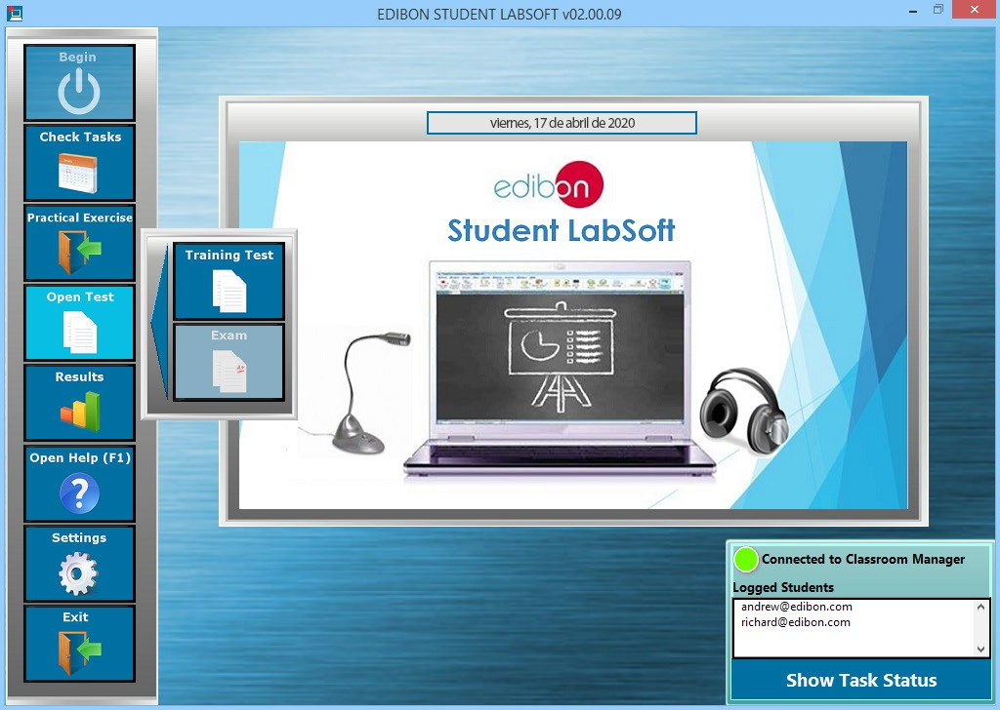 EDIBON STUDENT LABSOFT v02.00.09
Begin
Check Tasks
Practical Exercise
Open Test
Results
Open Help (F1)
Settings
Exit
Training Test
Exam
A+
viernes, 17 de abril de 2020
edibon
Student LabSoft
Connected to Classroom Manager
Logged Students
andrew@edibon.com
richard@edibon.com
Show Task Status